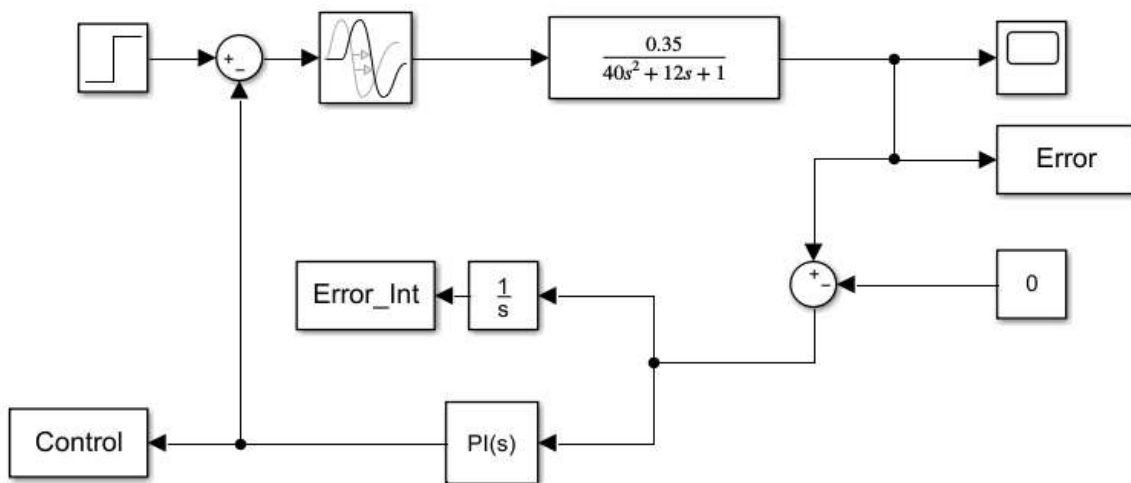 +
−
0.35
40s² + 12s + 1
Error
+
−
0
Error_Int
1
s
PI(s)
Control